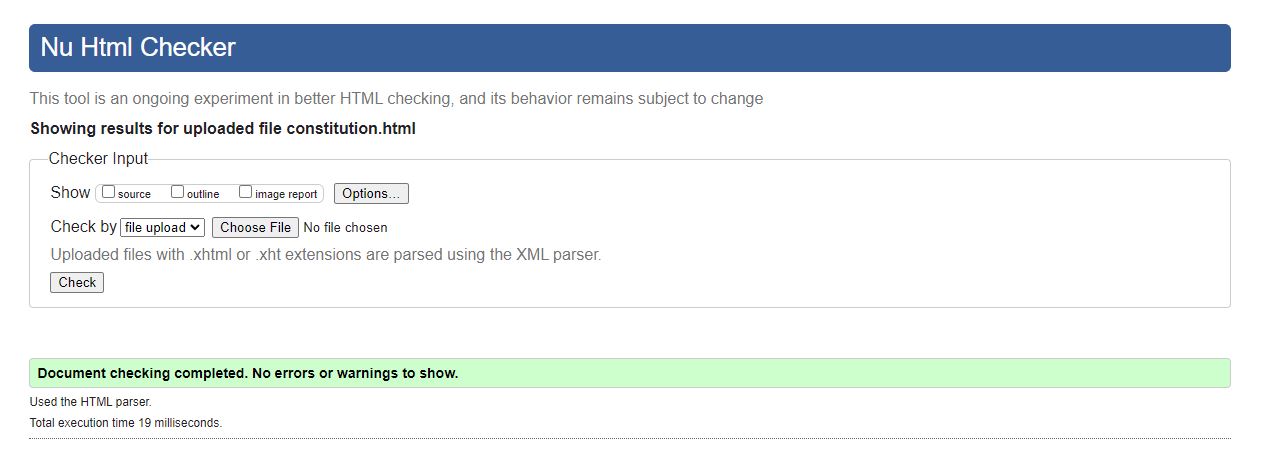 Nu Html Checker
This tool is an ongoing experiment in better HTML checking, and its behavior remains subject to change
Showing results for uploaded file constitution.html
Checker Input
Show source outline image report Options...
Check by file upload Choose File No file chosen
Uploaded files with .xhtml or .xht extensions are parsed using the XML parser.
Check
Document checking completed. No errors or warnings to show.
Used the HTML parser.
Total execution time 19 milliseconds.